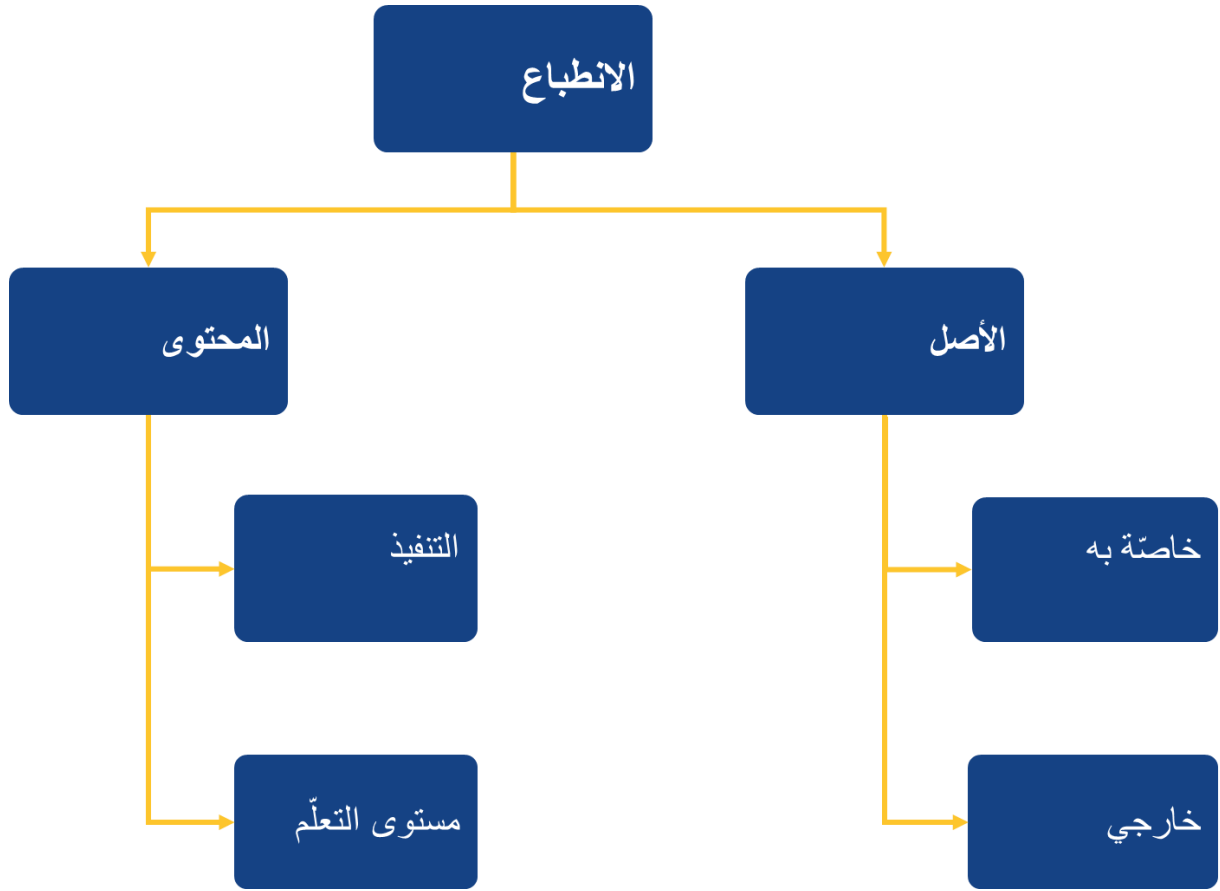 الانطباع
الأصل
المحتوى
خاصّة به
التنفيذ
خارجي
مستوى التعلّم